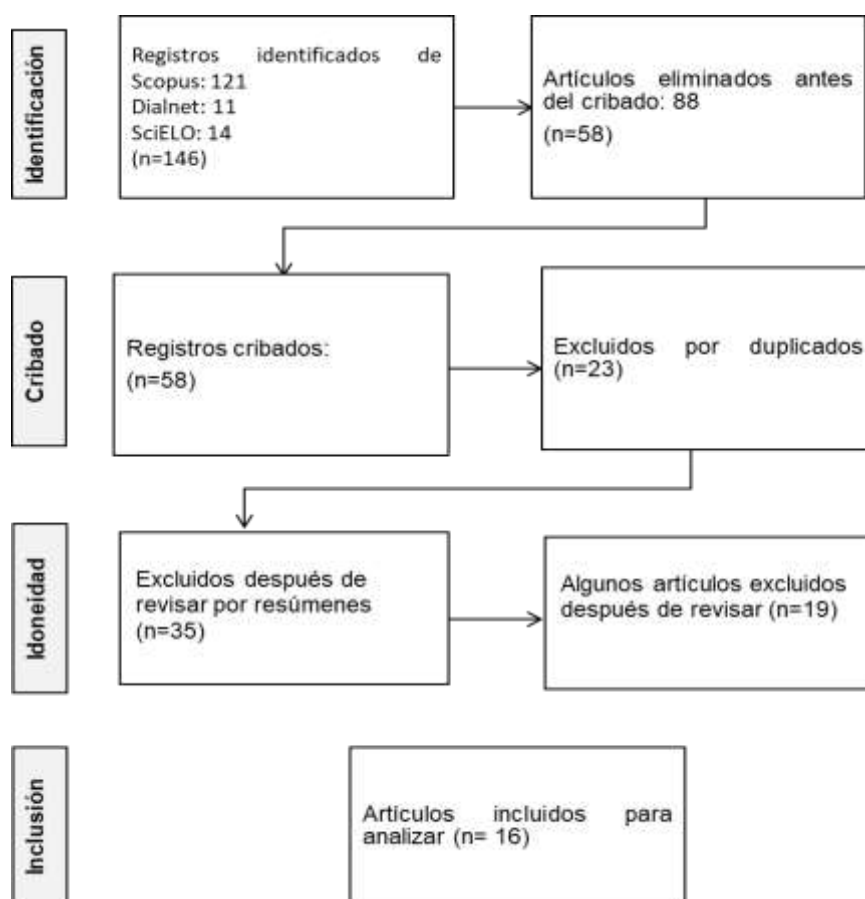 Identificación
Registros identificados de
Scopus: 121
Dialnet: 11
SciELO: 14
(n=146)
Artículos eliminados antes
del cribado: 88
(n=58)
Cribado
Registros cribados:
(n=58)
Excluidos por duplicados
(n=23)
Idoneidad
Excluidos después de
revisar por resúmenes
(n=35)
Algunos artículos excluidos
después de revisar (n=19)
Inclusión
Artículos incluidos para
analizar (n= 16)